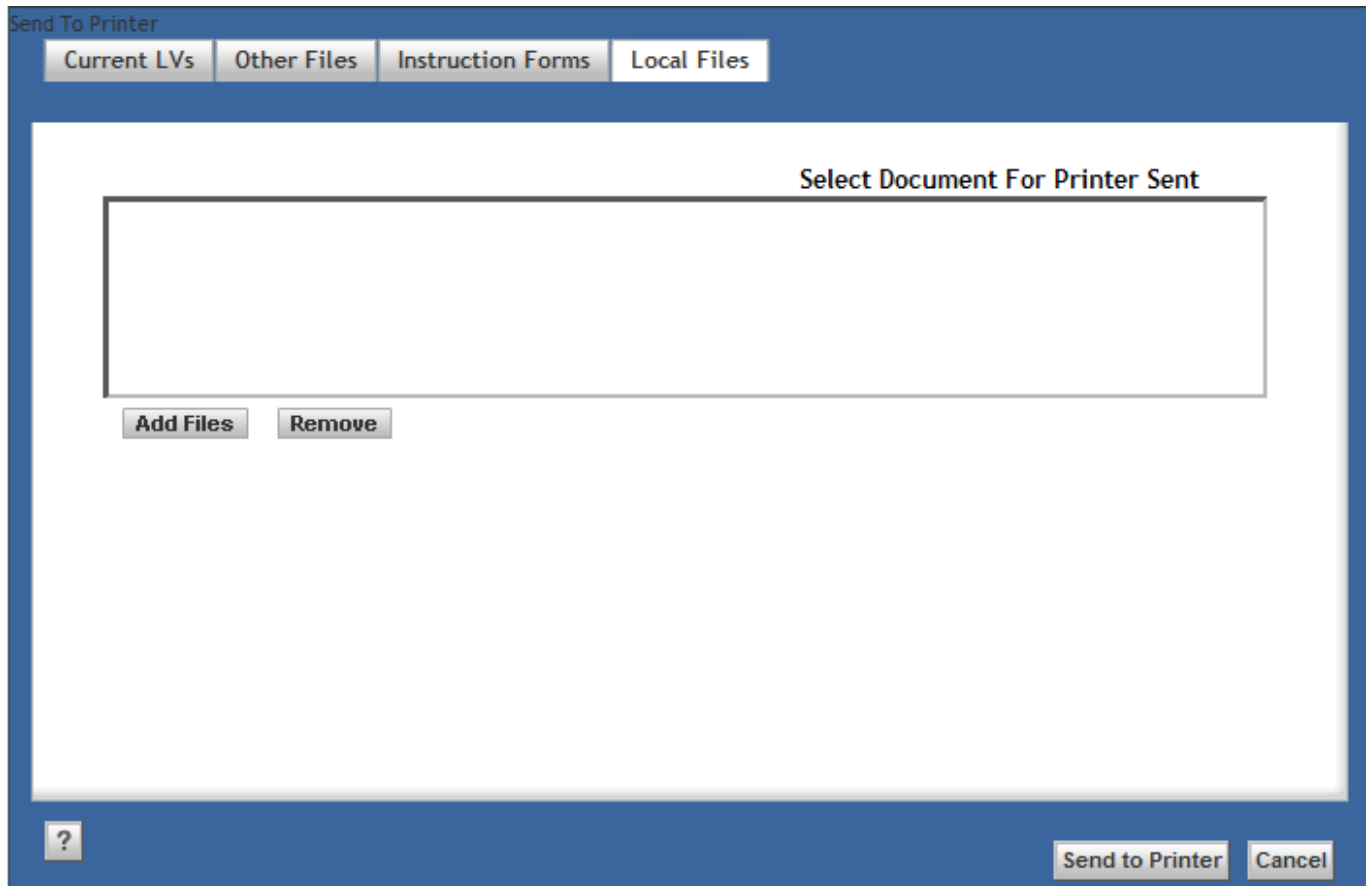 Send To Printer
Current LVs Other Files Instruction Forms Local Files
Select Document For Printer Sent
Add Files Remove
?
Send to Printer Cancel